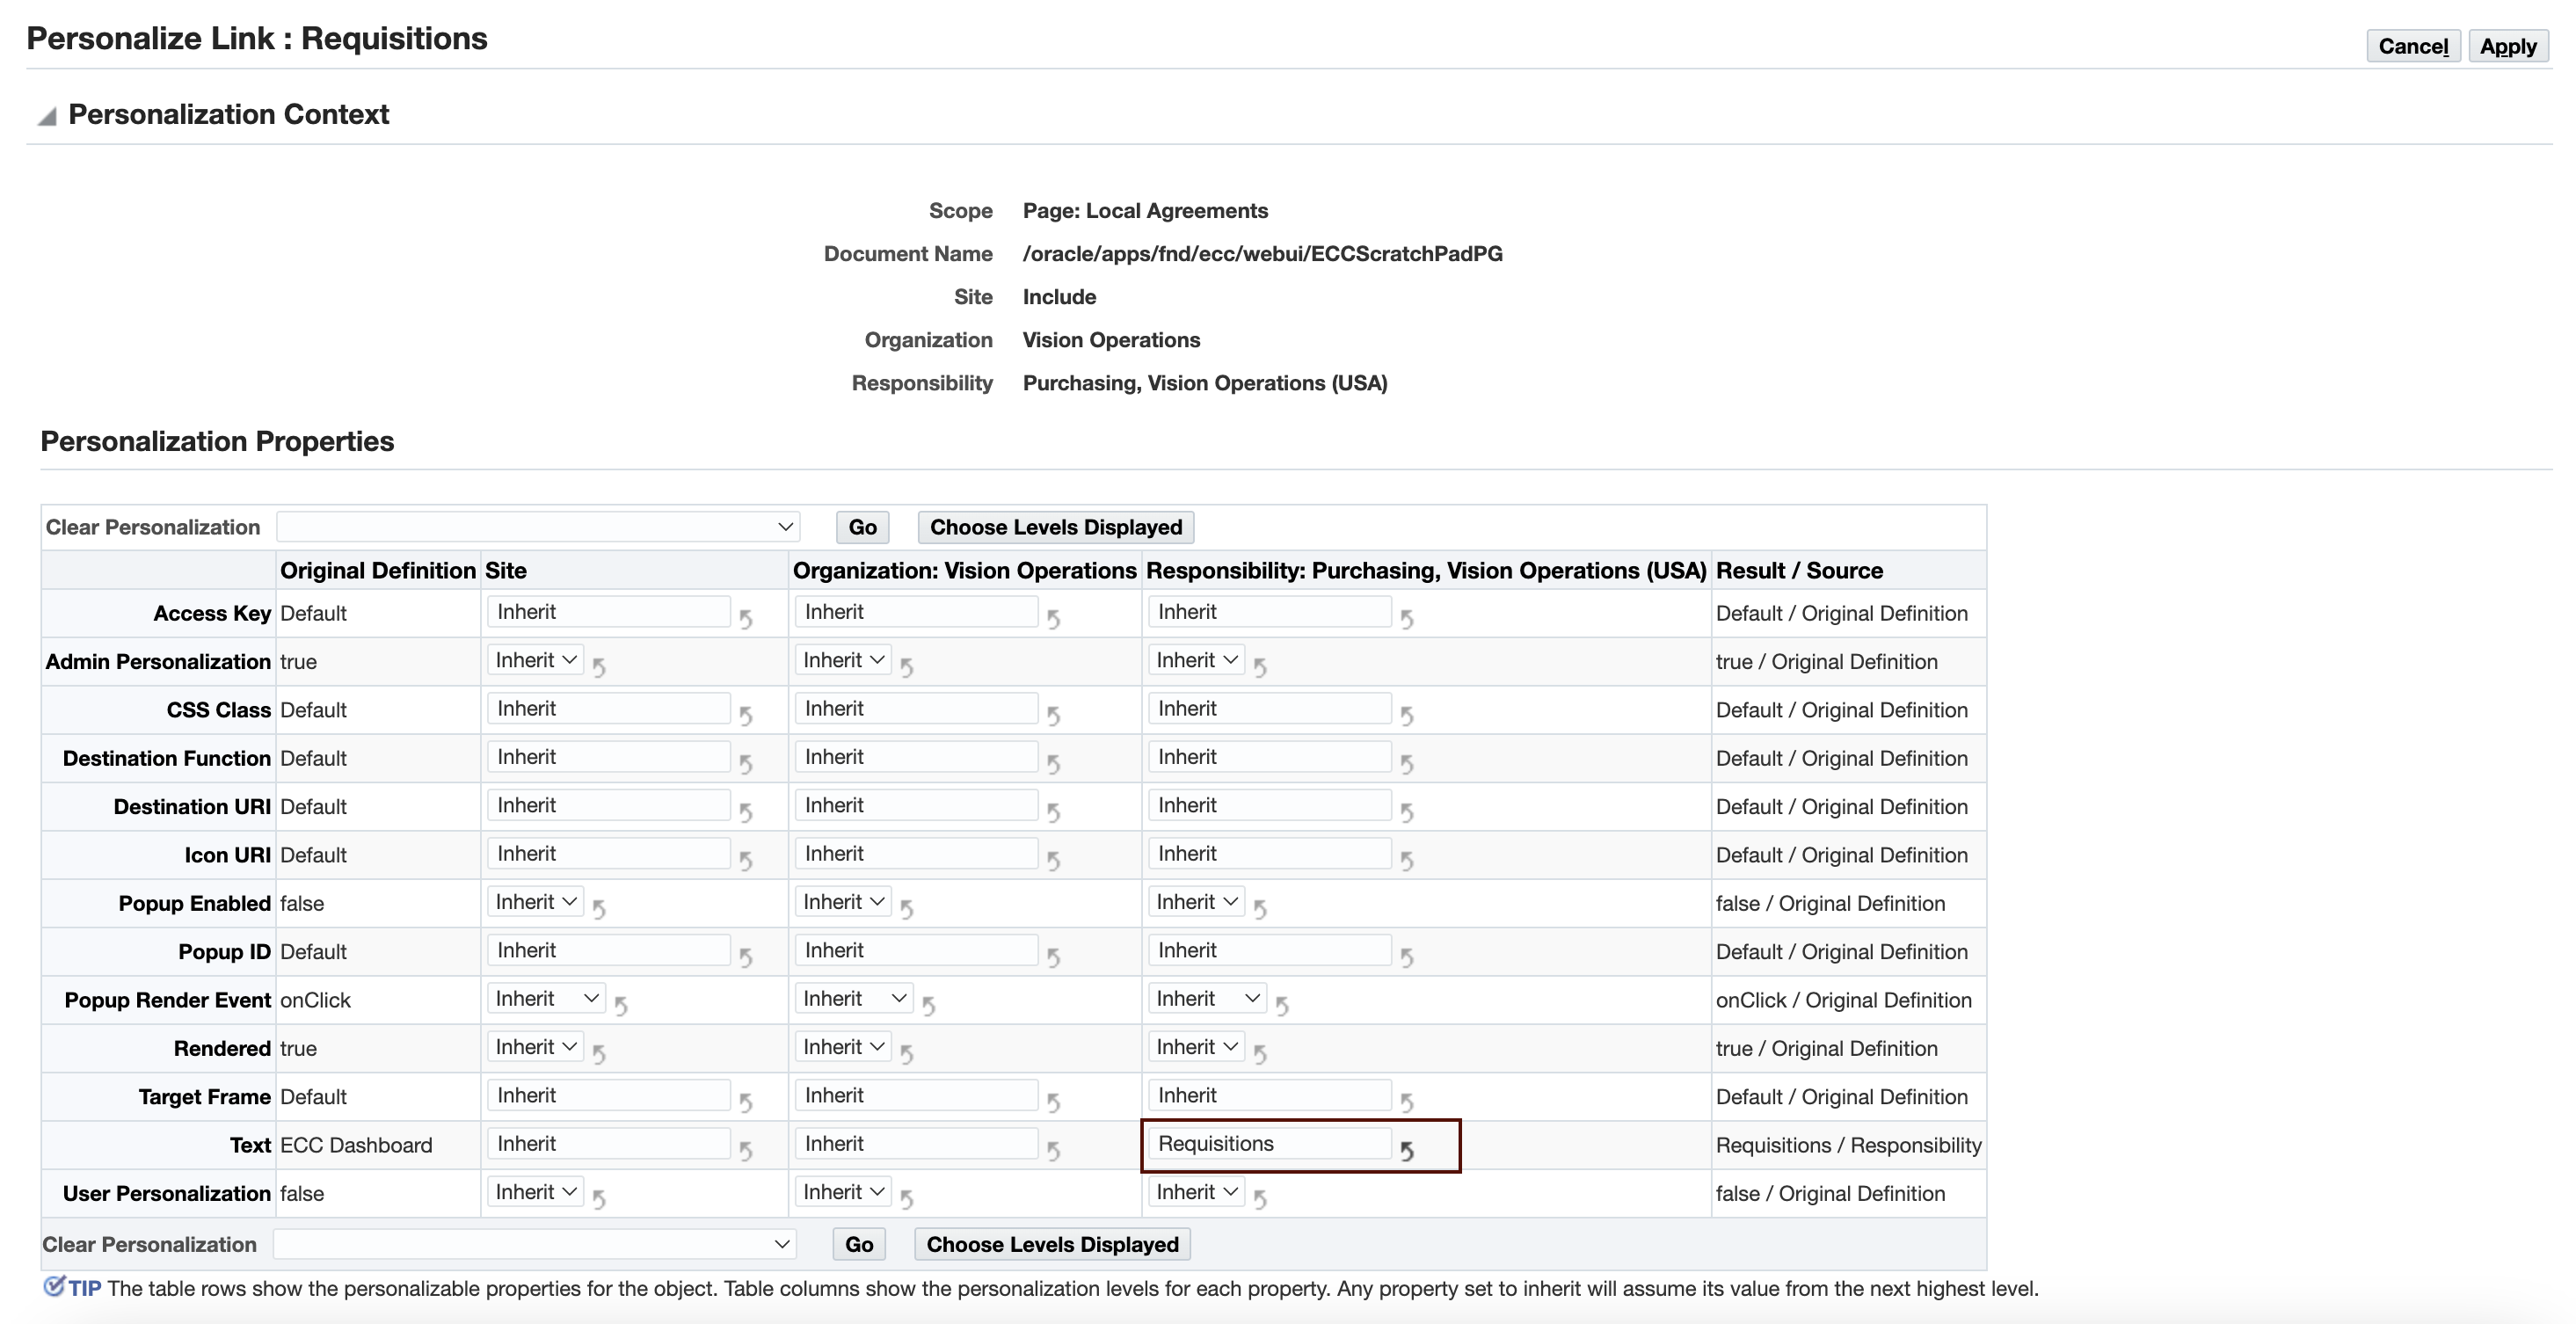 Personalize Link : Requisitions
Cancel Apply
Personalization Context
Scope Page: Local Agreements
Document Name /oracle/apps/fnd/ecc/webui/ECCScratchPadPG
Site Include
Organization Vision Operations
Responsibility Purchasing, Vision Operations (USA)
Personalization Properties
Clear Personalization Go Choose Levels Displayed
Original Definition Site Organization: Vision Operations Responsibility: Purchasing, Vision Operations (USA) Result / Source
Access Key Default Inherit Inherit Inherit Default / Original Definition
Admin Personalization true Inherit Inherit Inherit true / Original Definition
CSS Class Default Inherit Inherit Inherit Default / Original Definition
Destination Function Default Inherit Inherit Inherit Default / Original Definition
Destination URI Default Inherit Inherit Inherit Default / Original Definition
Icon URI Default Inherit Inherit Inherit Default / Original Definition
Popup Enabled false Inherit Inherit Inherit false / Original Definition
Popup ID Default Inherit Inherit Inherit Default / Original Definition
Popup Render Event onClick Inherit Inherit Inherit onClick / Original Definition
Rendered true Inherit Inherit Inherit true / Original Definition
Target Frame Default Inherit Inherit Inherit Default / Original Definition
Text ECC Dashboard Inherit Inherit Requisitions Requisitions / Responsibility
User Personalization false Inherit Inherit Inherit false / Original Definition
Clear Personalization Go Choose Levels Displayed
TIP The table rows show the personalizable properties for the object. Table columns show the personalization levels for each property. Any property set to inherit will assume its value from the next highest level.